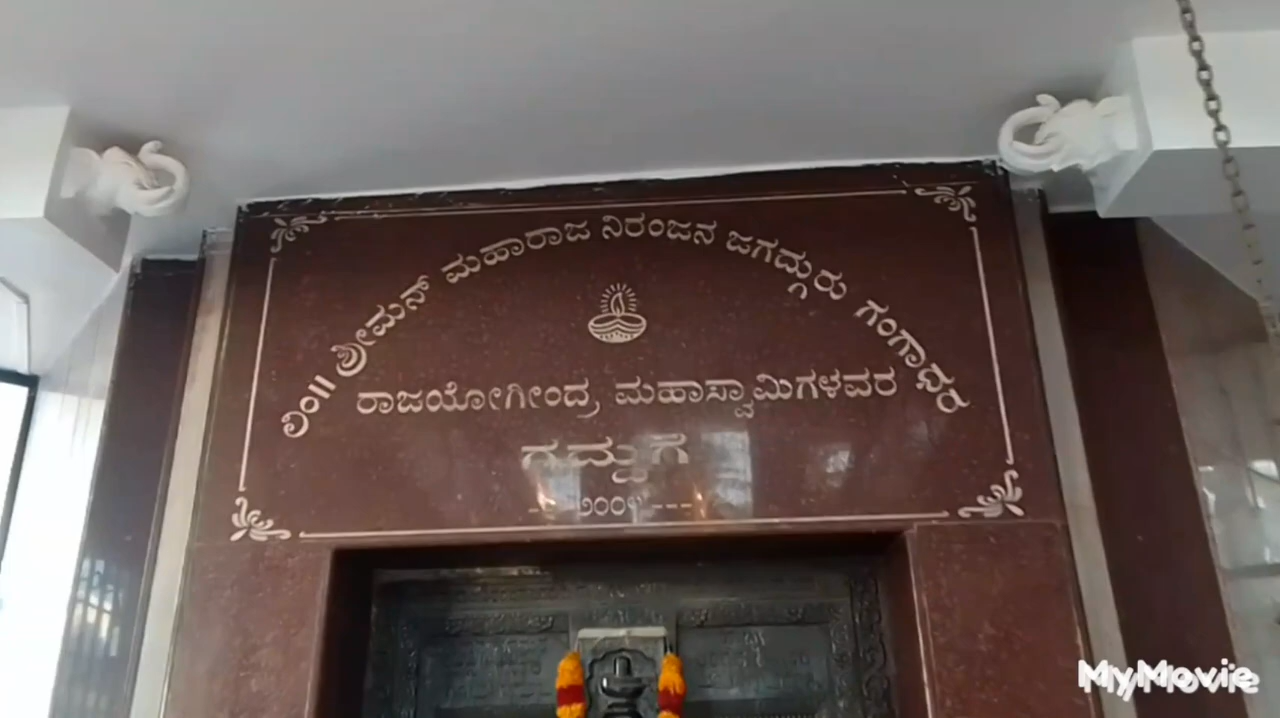 ಲಿಂ|| ಶ್ರೀಮನ್ ಮಹಾರಾಜ ನಿರಂಜನ ಜಗದ್ಗುರು ಗಂಗಾಧರ
ರಾಜಯೋಗೀಂದ್ರ ಮಹಾಸ್ವಾಮಿಗಳವರ
ಗದ್ದುಗೆ
MyMovie